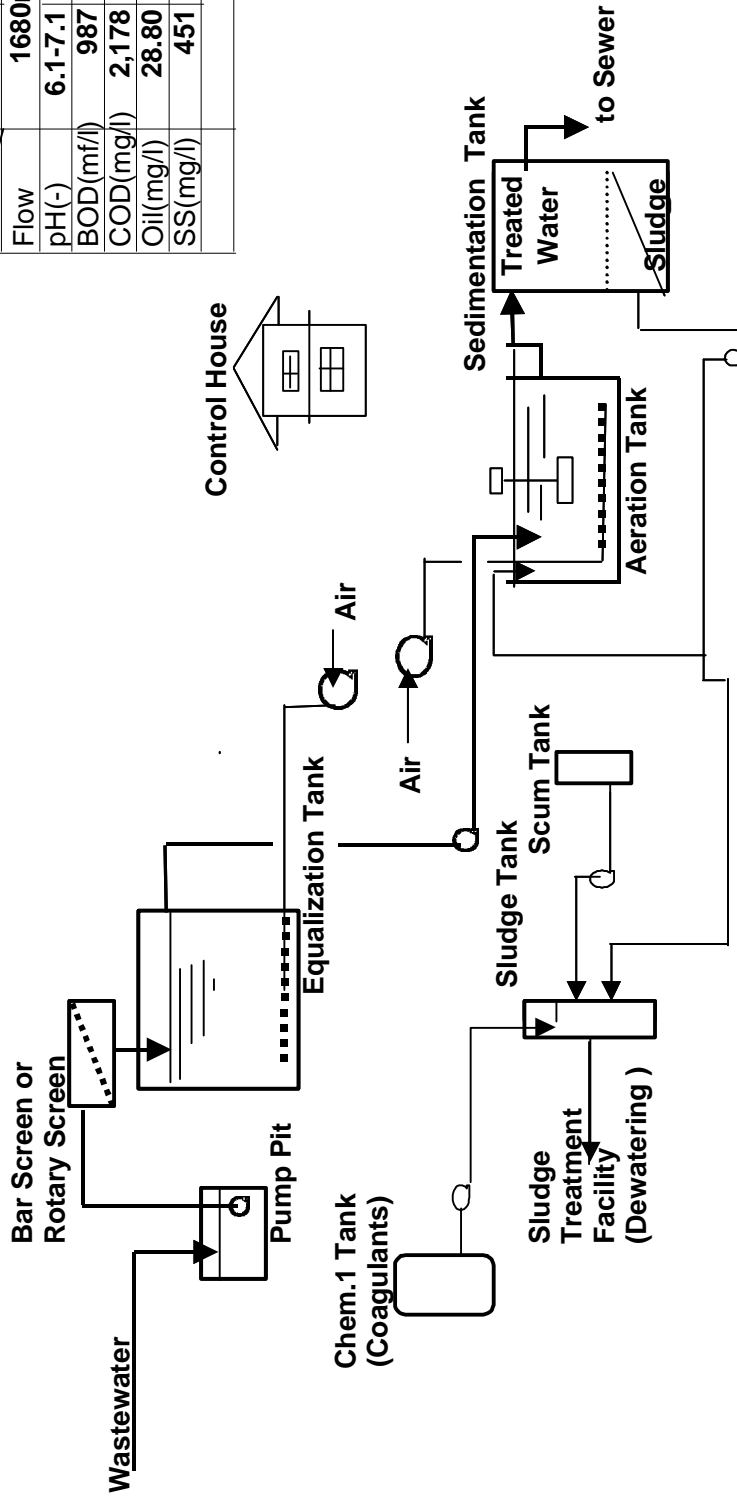 Flow 1680
pH(-) 6.1-7.1
BOD(mf/l) 987
COD(mg/l) 2,178
Oil(mg/l) 28.80
SS(mg/l) 451
Wastewater
Pump Pit
Bar Screen or
Rotary Screen
Equalization Tank
Air
Air
Control House
Aeration Tank
Sedimentation Tank
Treated
Water
Sludge
to Sewer
Chem.1 Tank
(Coagulants)
Sludge Tank
Scum Tank
Sludge
Treatment
Facility
(Dewatering )